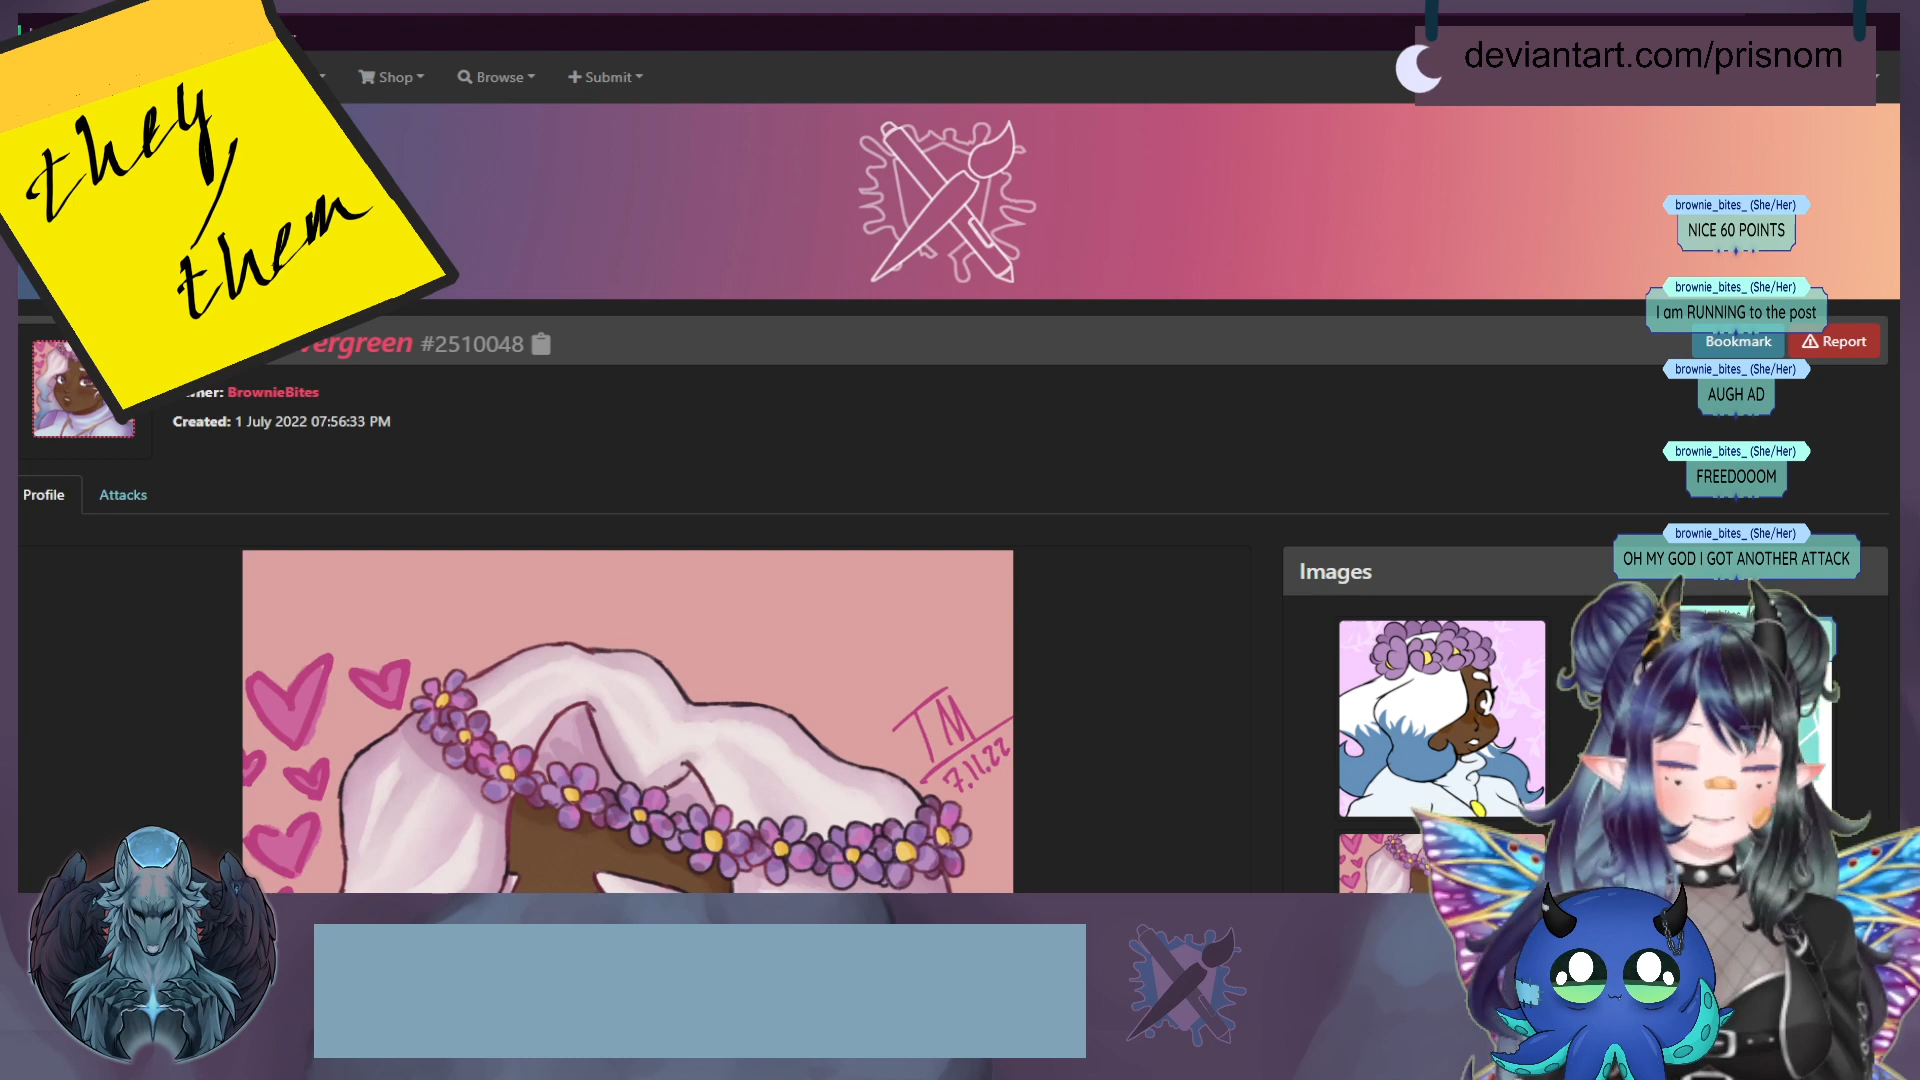 they
/
them
Shop
Browse
Submit
deviantart.com/prisnom
#2510048
Bookmark
Report
BrownieBites
Created: 1 July 2022 07:56:33 PM
Profile
Attacks
Images
TM
7.11.22
brownie_bites_ (She/Her)
NICE 60 POINTS
brownie_bites_ (She/Her)
I am RUNNING to the post
brownie_bites_ (She/Her)
AUGH AD
brownie_bites_ (She/Her)
FREEDOOOM
brownie_bites_ (She/Her)
OH MY GOD I GOT ANOTHER ATTACK